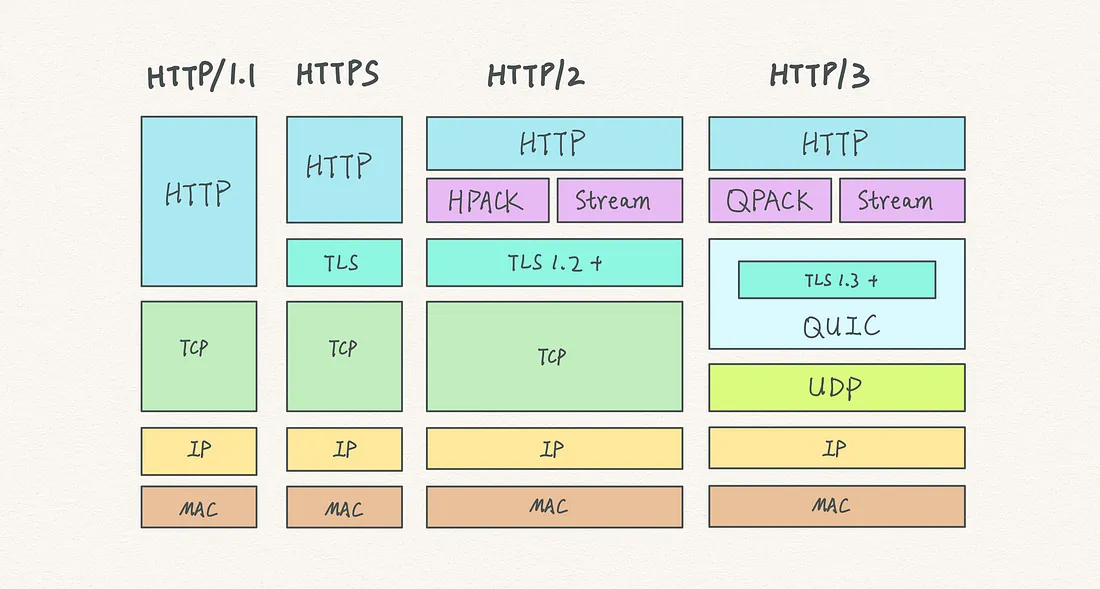 HTTP/1.1
HTTPS
HTTP/2
HTTP/3
HTTP
TCP
IP
MAC
HTTP
TLS
TCP
IP
MAC
HTTP
HPACK
Stream
TLS 1.2 +
TCP
IP
MAC
HTTP
QPACK
Stream
TLS 1.3 +
QUIC
UDP
IP
MAC